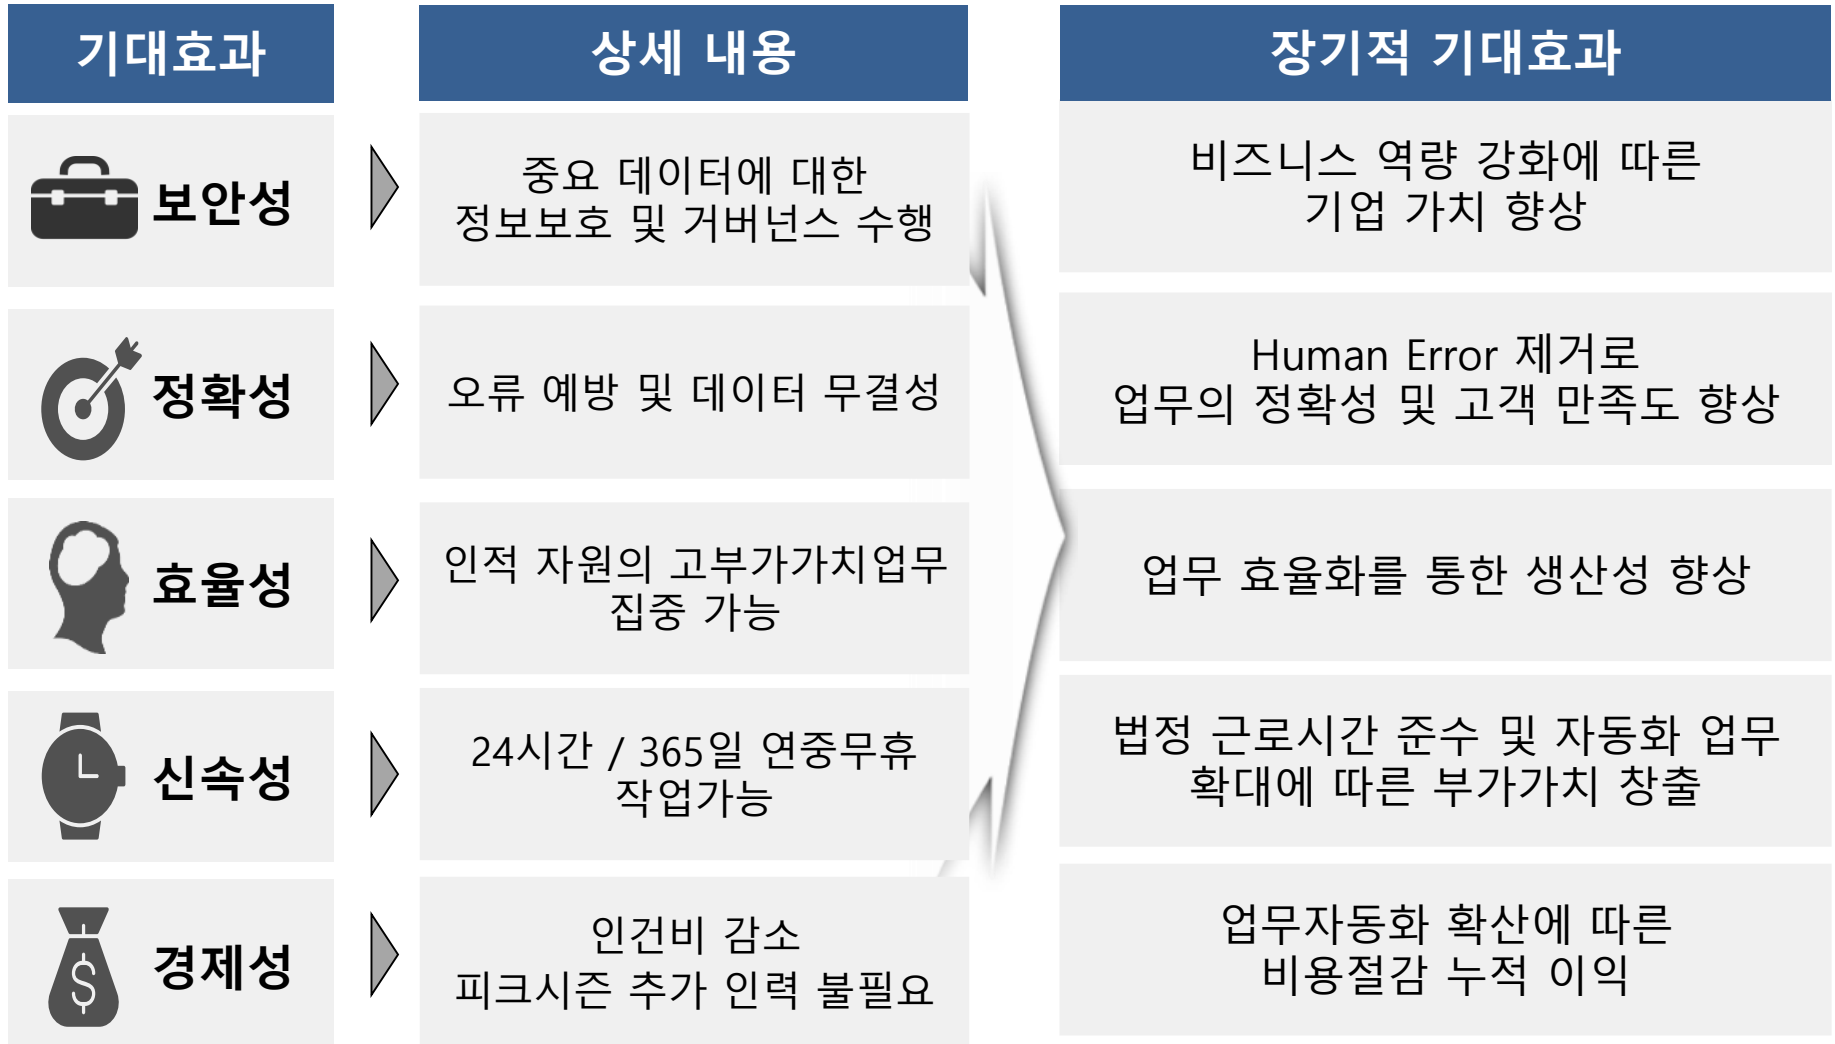 기대효과
상세 내용
장기적 기대효과
보안성
중요 데이터에 대한
정보보호 및 거버넌스 수행
비즈니스 역량 강화에 따른
기업 가치 향상
정확성
오류 예방 및 데이터 무결성
Human Error 제거로
업무의 정확성 및 고객 만족도 향상
효율성
인적 자원의 고부가가치업무
집중 가능
업무 효율화를 통한 생산성 향상
신속성
24시간 / 365일 연중무휴
작업가능
법정 근로시간 준수 및 자동화 업무
확대에 따른 부가가치 창출
$
경제성
인건비 감소
피크시즌 추가 인력 불필요
업무자동화 확산에 따른
비용절감 누적 이익